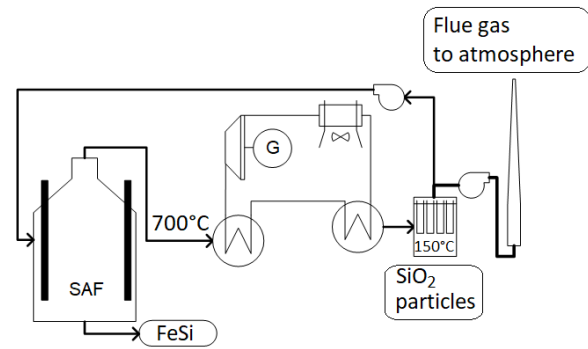 Flue gas
to atmosphere
G
700°C
150°C
SAF
SiO₂
particles
FeSi